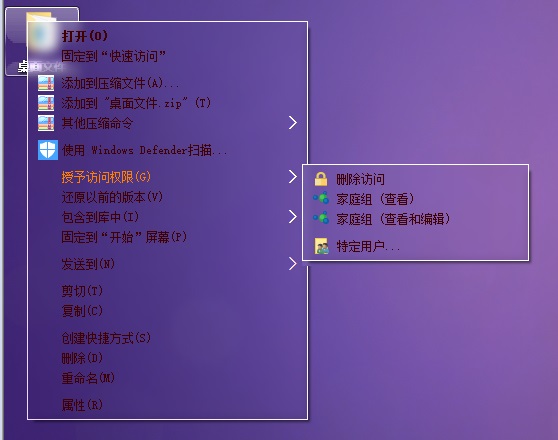 打开(O)
固定到“快速访问”
添加到压缩文件(A)...
添加到 "桌面文件.zip" (T)
其他压缩命令
使用 Windows Defender扫描...
授予访问权限(G)
还原以前的版本(V)
包含到库中(I)
固定到“开始”屏幕(P)
发送到(N)
剪切(T)
复制(C)
创建快捷方式(S)
删除(D)
重命名(M)
属性(R)
删除访问
家庭组 (查看)
家庭组 (查看和编辑)
特定用户...